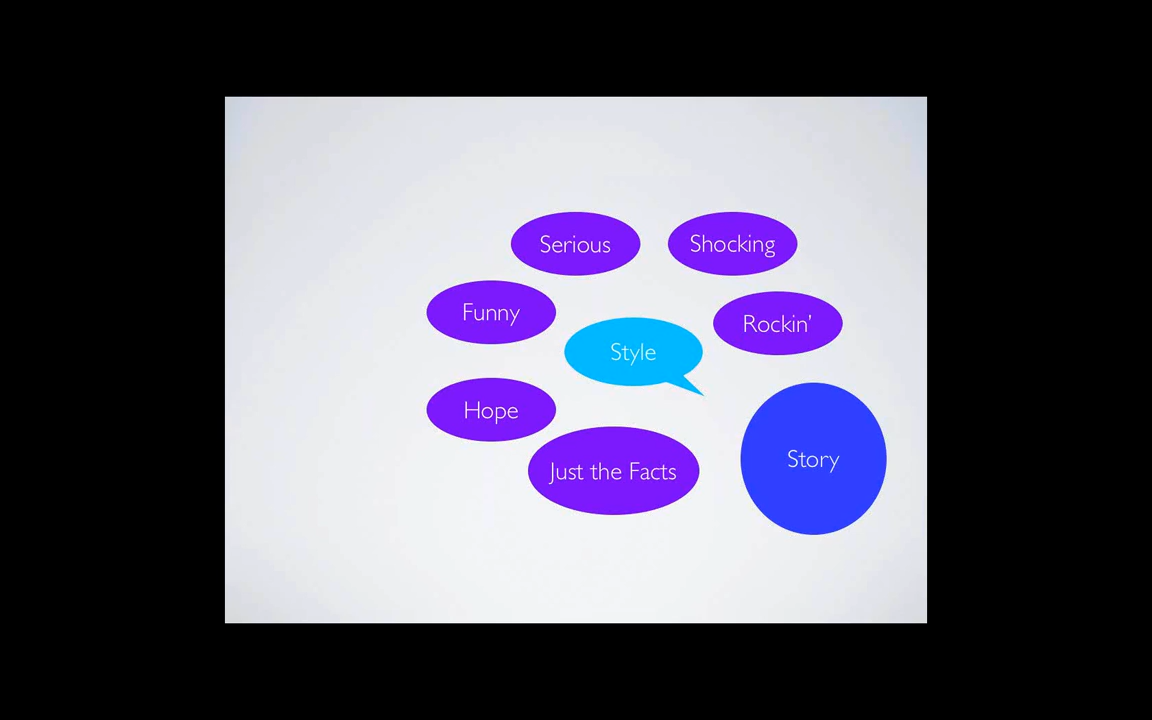 Serious
Shocking
Funny
Rockin'
Style
Hope
Story
Just the Facts